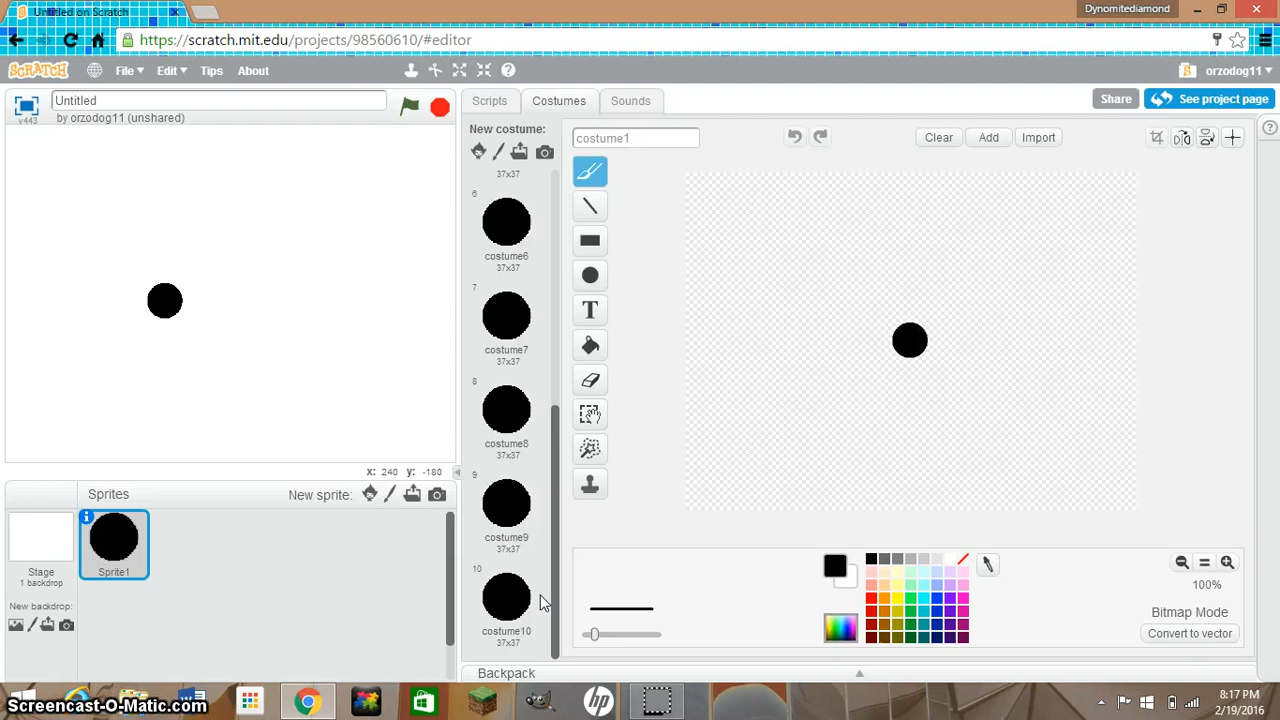 Untitled on Scratch
Dynomitediamond
https://scratch.mit.edu/projects/98560610/#editor
SCRATCH
File
Edit
Tips
About
orzodog11
Untitled
by orzodog11 (unshared)
v443
Scripts
Costumes
Sounds
Share
See project page
New costume:
costume1
Clear
Add
Import
37x37
6
costume6
37x37
7
costume7
37x37
8
costume8
37x37
9
costume9
37x37
10
costume10
37x37
T
x: 240 y: -180
Sprites
New sprite:
Sprite1
Stage
1 backdrop
New backdrop:
100%
Bitmap Mode
Convert to vector
Backpack
Screencast-O-Matic.com
hp
8:17 PM
2/19/2016